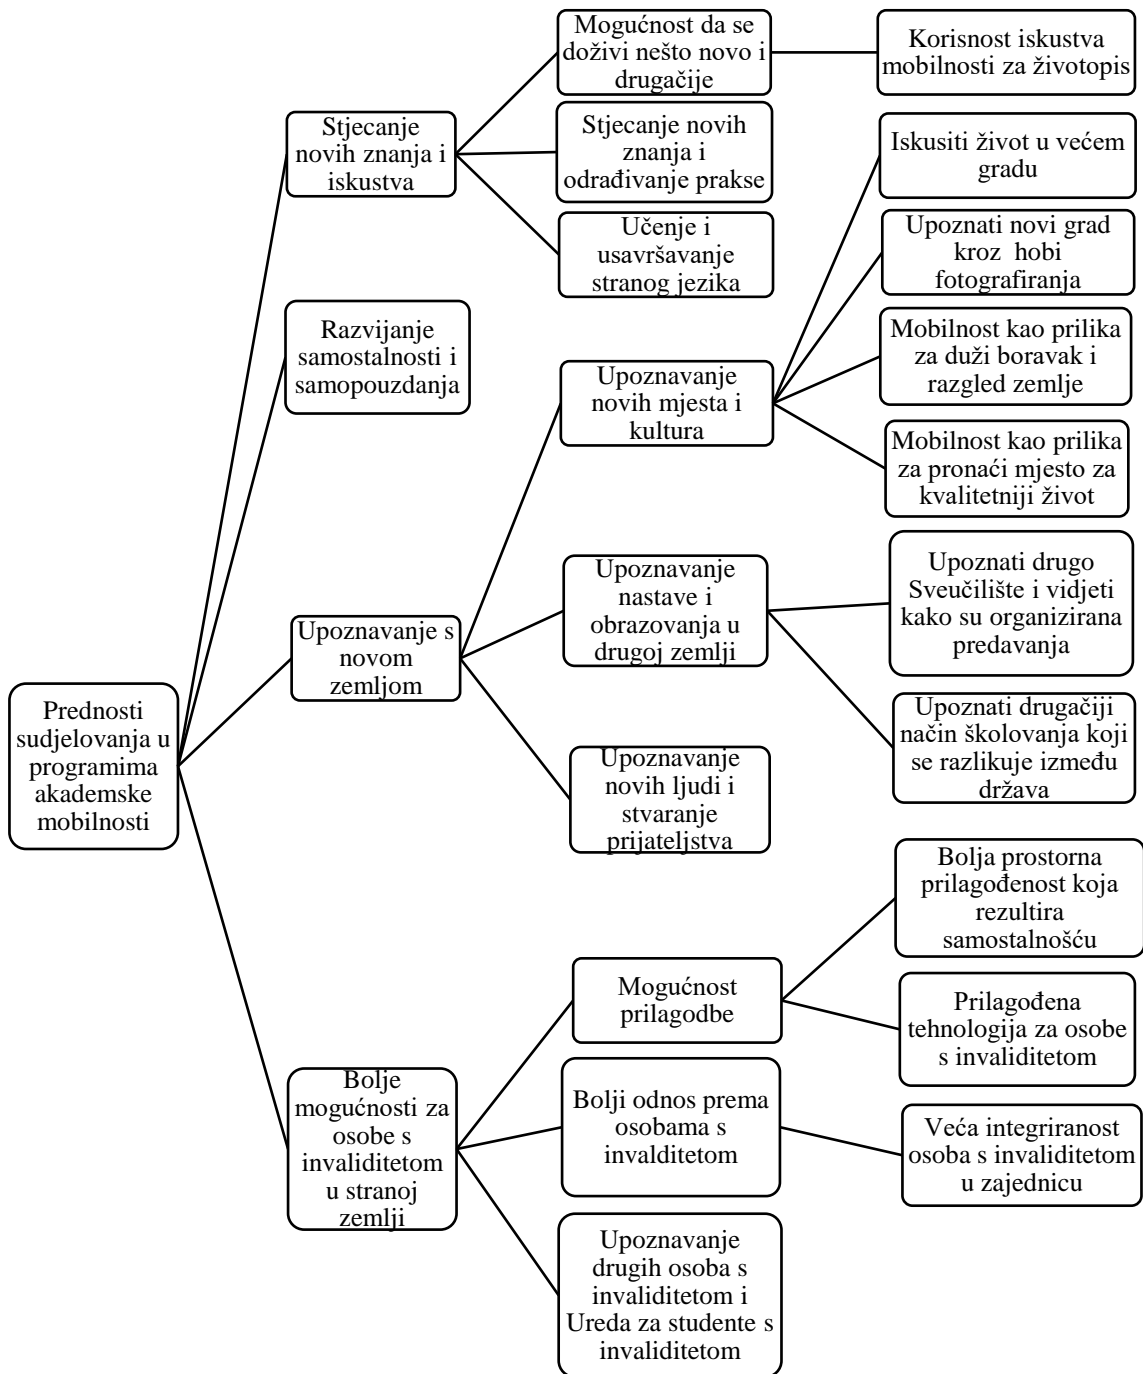 Prednosti
sudjelovanja u
programima
akademske
mobilnosti
Stjecanje
novih znanja i
iskustva
Mogućnost da se
doživi nešto novo i
drugačije
Korisnost iskustva
mobilnosti za životopis
Stjecanje novih
znanja i
odrađivanje prakse
Učenje i
usavršavanje
stranog jezika
Razvijanje
samostalnosti i
samopouzdanja
Upoznavanje s
novom
zemljom
Upoznavanje
novih mjesta i
kultura
Iskusiti život u većem
gradu
Upoznati novi grad
kroz  hobi
fotografiranja
Mobilnost kao prilika
za duži boravak i
razgled zemlje
Mobilnost kao prilika
za pronaći mjesto za
kvalitetniji život
Upoznavanje
nastave i
obrazovanja u
drugoj zemlji
Upoznati drugo
Sveučilište i vidjeti
kako su organizirana
predavanja
Upoznati drugačiji
način školovanja koji
se razlikuje između
država
Upoznavanje
novih ljudi i
stvaranje
prijateljstva
Bolje
mogućnosti za
osobe s
invaliditetom
u stranoj
zemlji
Mogućnost
prilagodbe
Bolja prostorna
prilagođenost koja
rezultira
samostalnošću
Prilagođena
tehnologija za osobe
s invaliditetom
Bolji odnos prema
osobama s
invalditetom
Veća integriranost
osoba s invaliditetom
u zajednicu
Upoznavanje
drugih osoba s
invaliditetom i
Ureda za studente s
invaliditetom